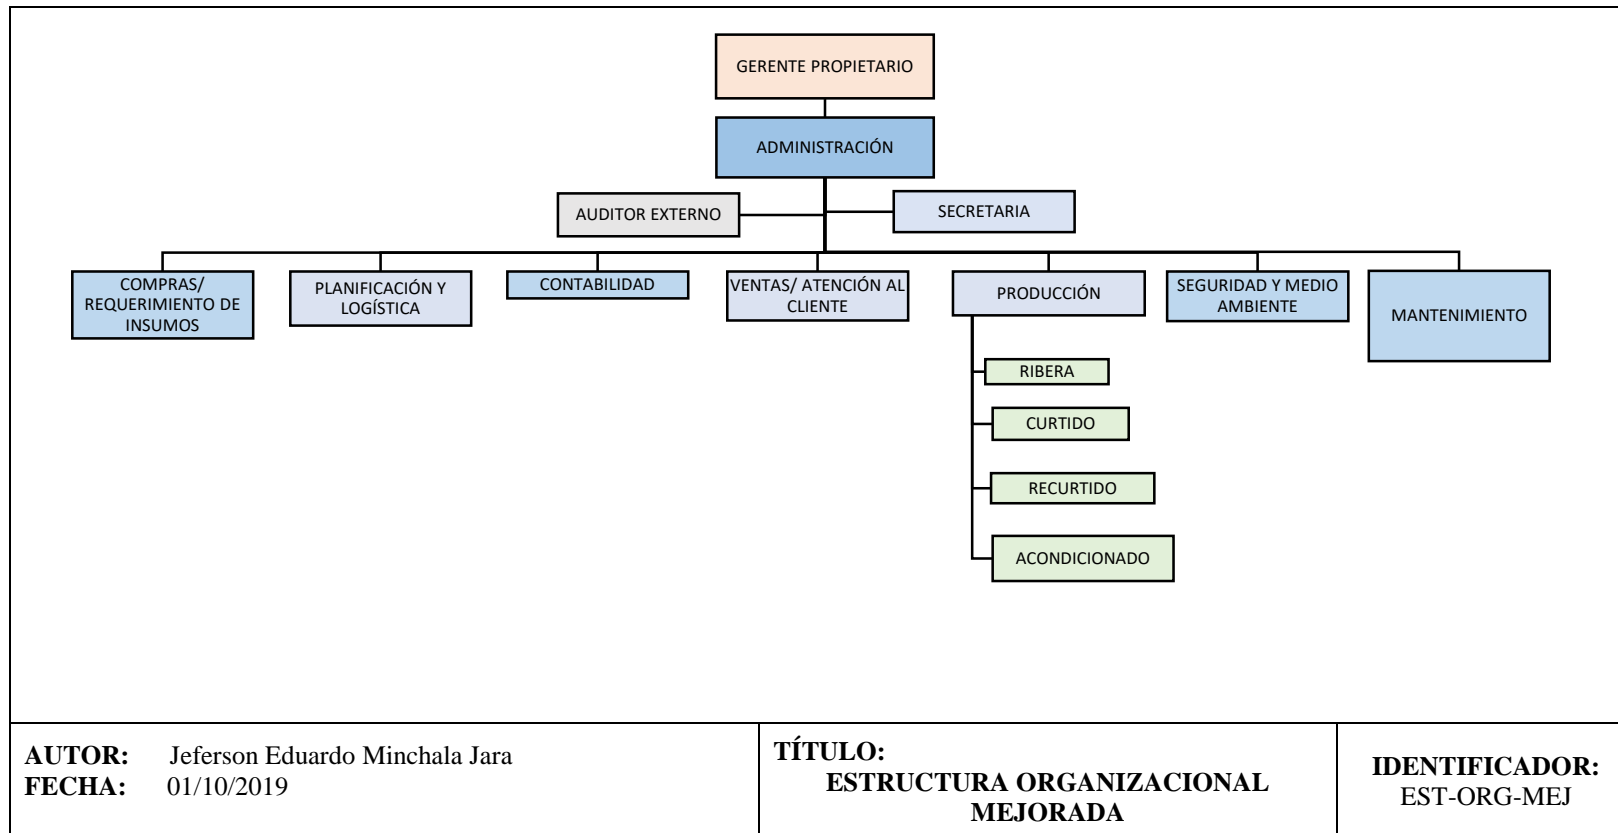 GERENTE PROPIETARIO
ADMINISTRACIÓN
AUDITOR EXTERNO
SECRETARIA
COMPRAS/
REQUERIMIENTO DE
INSUMOS
PLANIFICACIÓN Y
LOGÍSTICA
CONTABILIDAD
VENTAS/ ATENCIÓN AL
CLIENTE
PRODUCCIÓN
SEGURIDAD Y MEDIO
AMBIENTE
MANTENIMIENTO
RIBERA
CURTIDO
RECURTIDO
ACONDICIONADO
AUTOR: Jeferson Eduardo Minchala Jara
FECHA: 01/10/2019
TÍTULO:
ESTRUCTURA ORGANIZACIONAL
MEJORADA
IDENTIFICADOR:
EST-ORG-MEJ